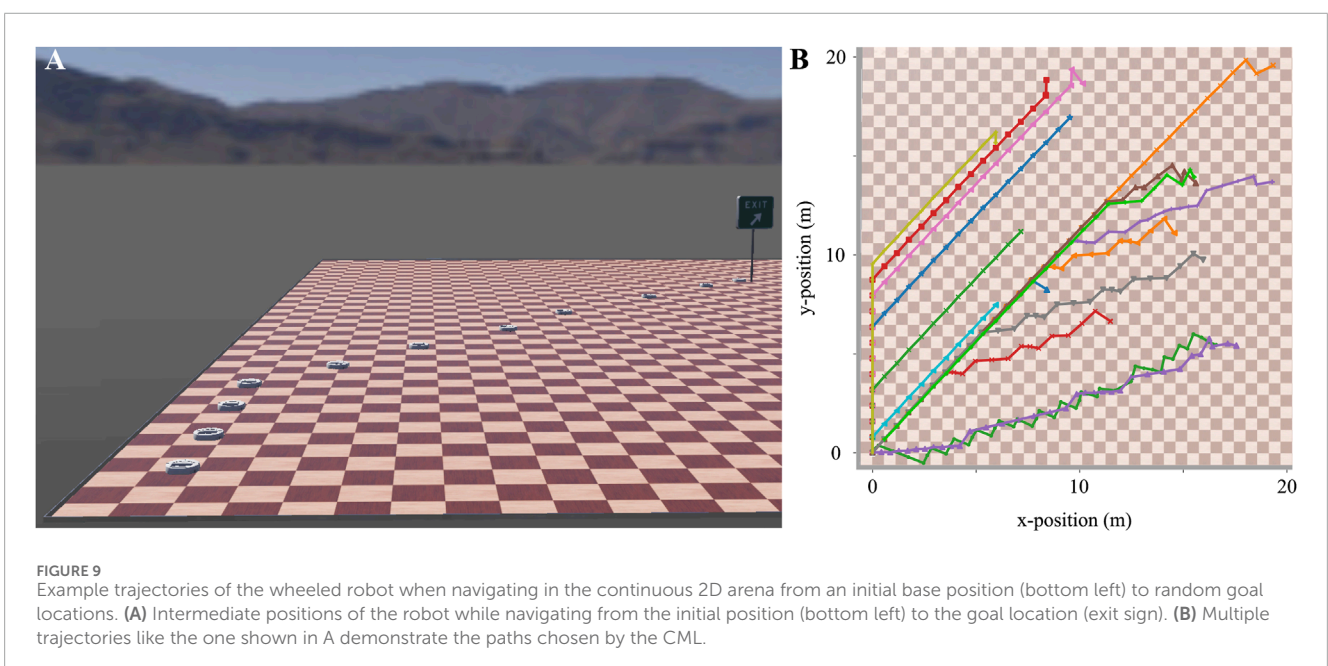 A
EXIT
B
20
10
0
y-position (m)
0
10
20
x-position (m)
FIGURE 9
Example trajectories of the wheeled robot when navigating in the continuous 2D arena from an initial base position (bottom left) to random goal
locations. (A) Intermediate positions of the robot while navigating from the initial position (bottom left) to the goal location (exit sign). (B) Multiple
trajectories like the one shown in A demonstrate the paths chosen by the CML.